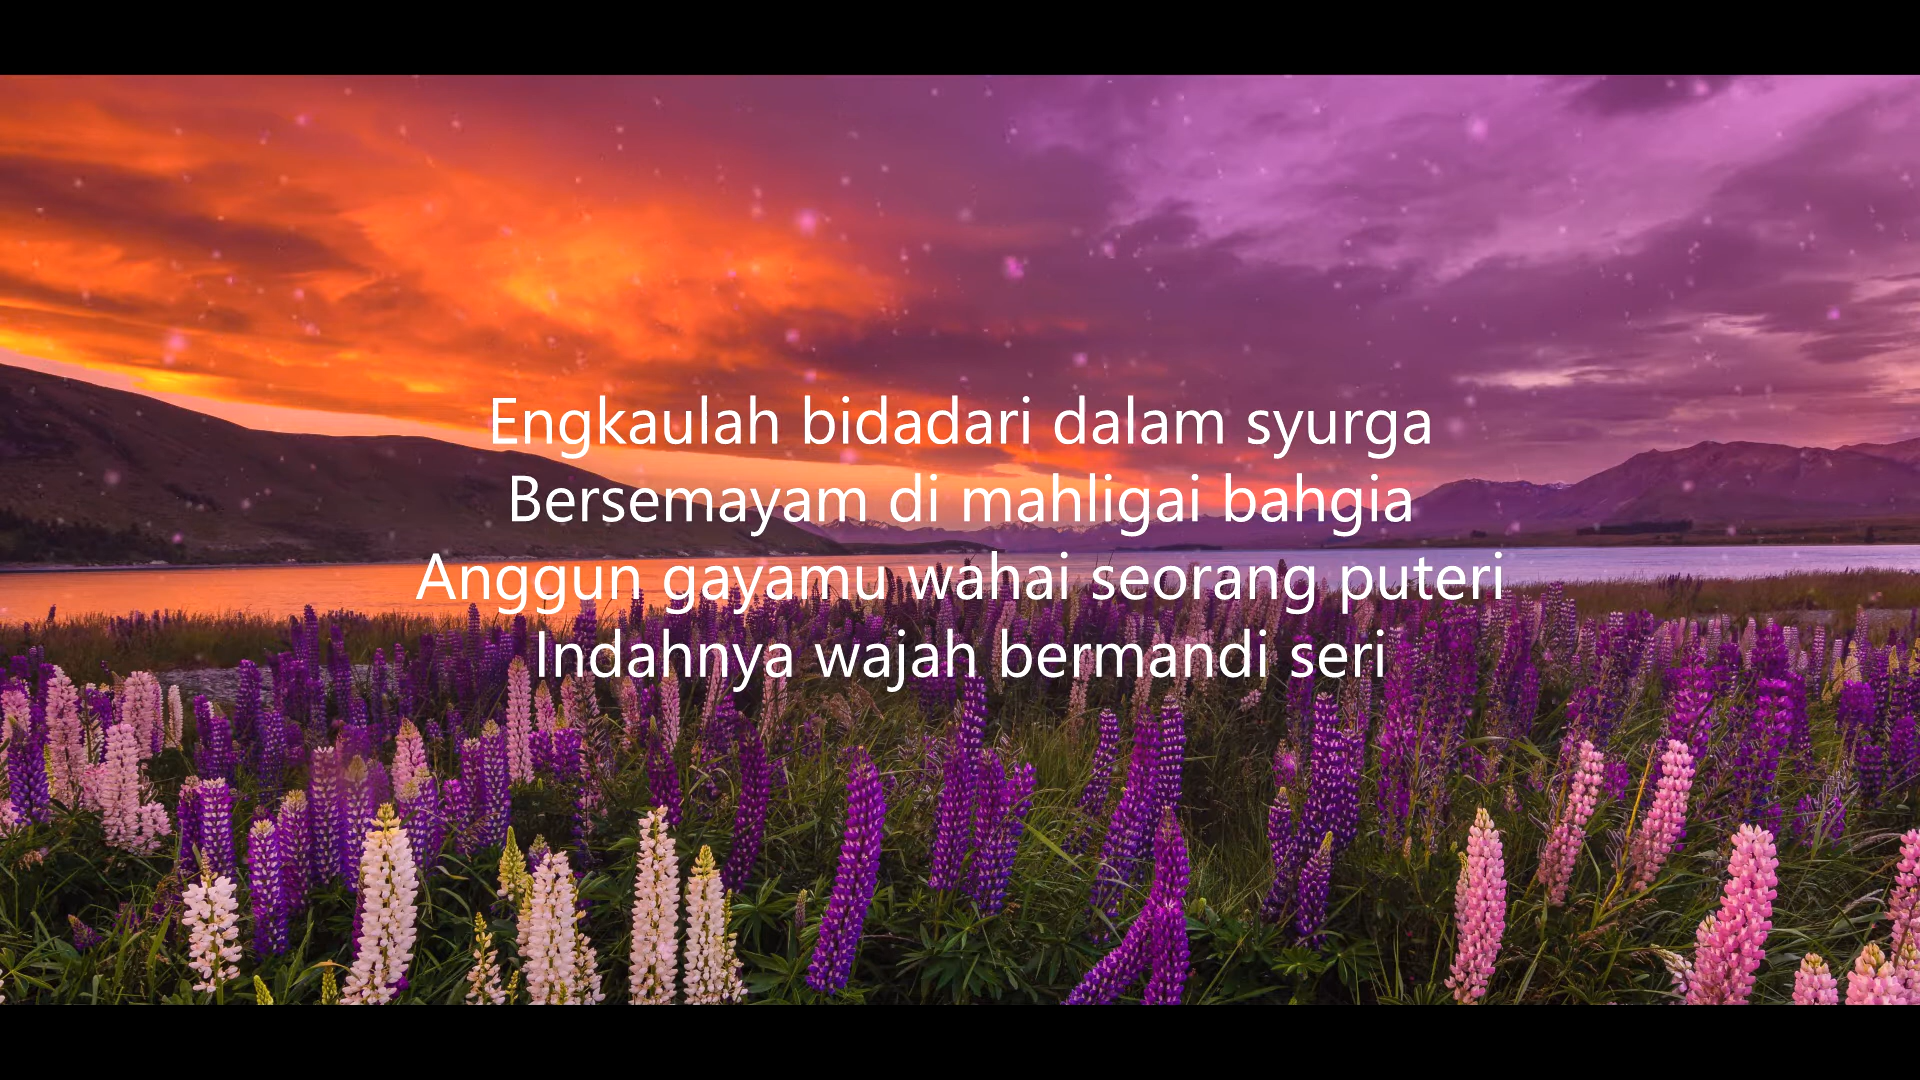 Engkaulah bidadari dalam syurga
Bersemayam di mahligai bahgia
Anggun gayamu wahai seorang puteri
Indahnya wajah bermandi seri